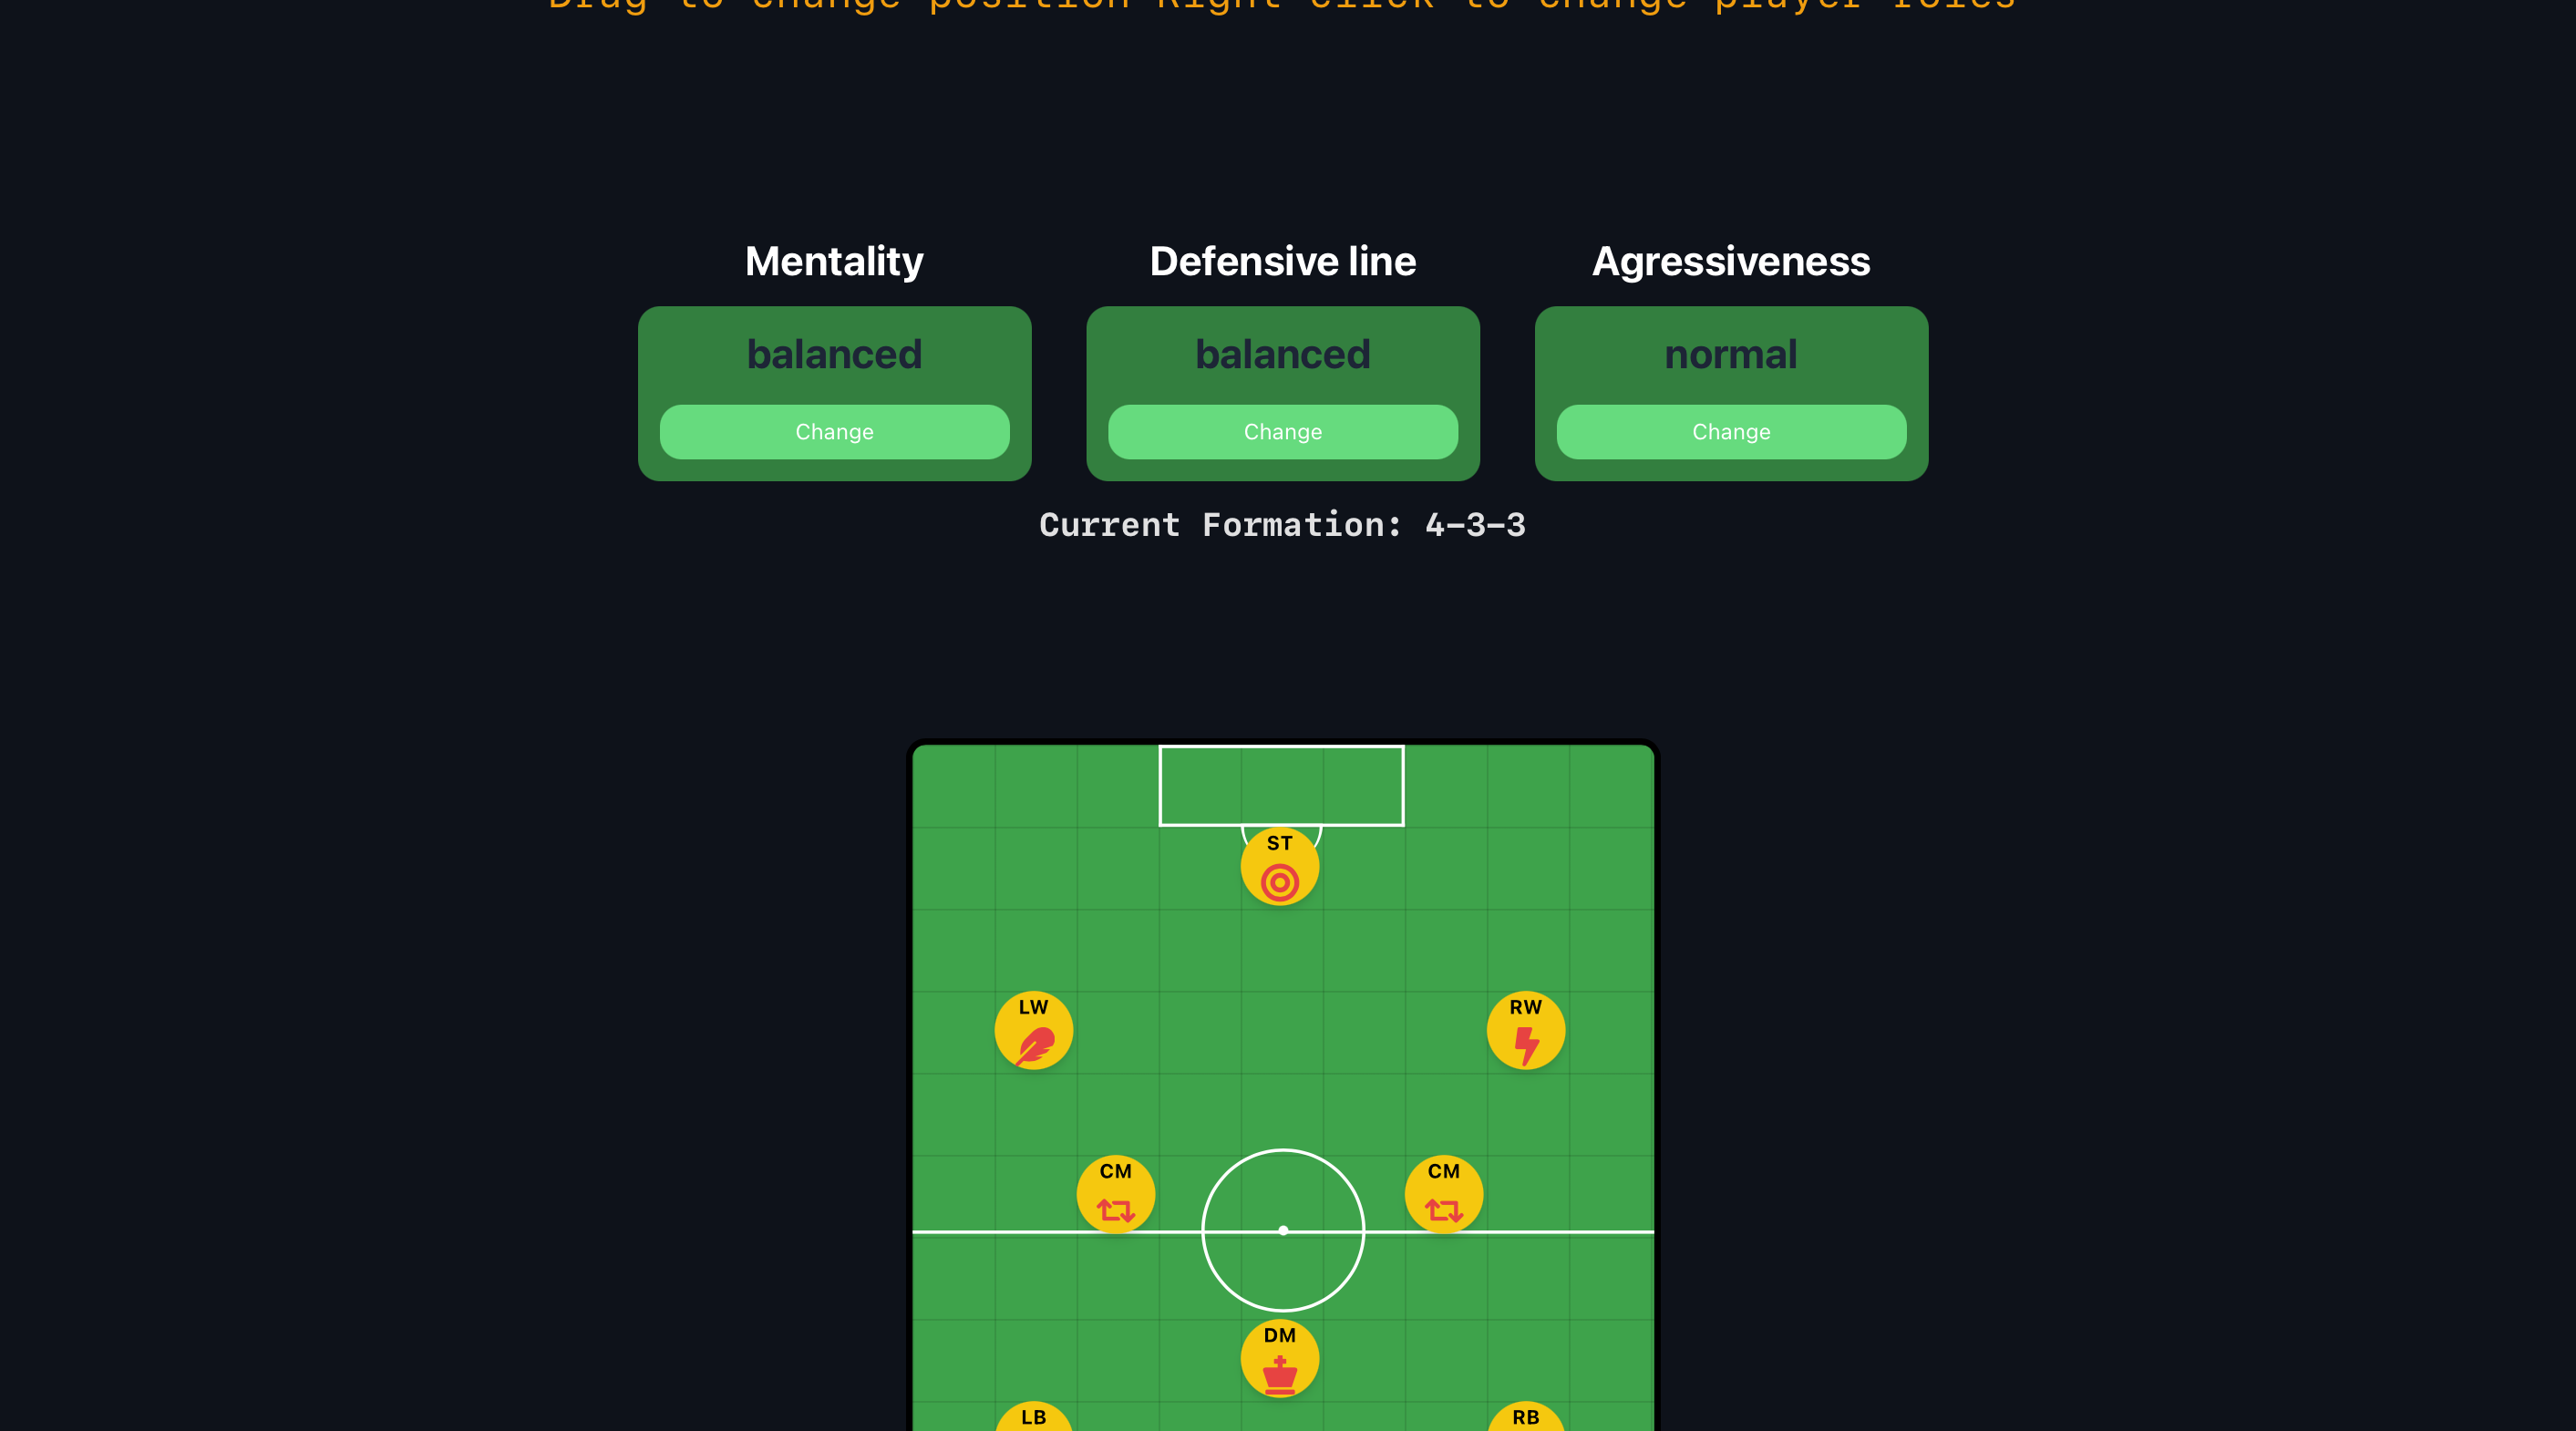 Drag to change position Right click to change player roles
Mentality Defensive line Agressiveness
balanced balanced normal
Change Change Change
Current Formation: 4-3-3
ST
LW RW
CM CM
DM
LB RB